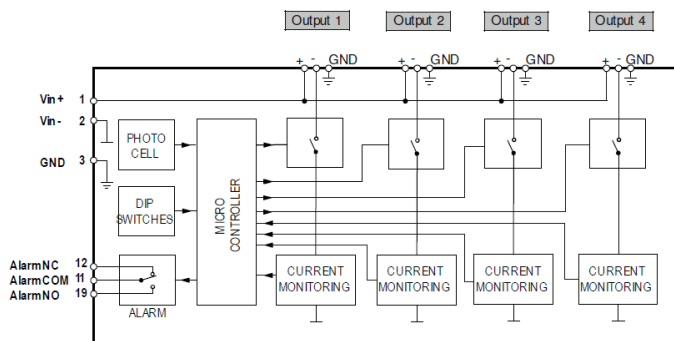 Output 1 Output 2 Output 3 Output 4
+ - GND + - GND + - GND + - GND
Vin+ 1
Vin- 2
GND 3
PHOTO
CELL
DIP
SWITCHES
MICRO
CONTROLLER
AlarmNC 12
AlarmCOM 11
AlarmNO 19
ALARM
CURRENT
MONITORING
CURRENT
MONITORING
CURRENT
MONITORING
CURRENT
MONITORING